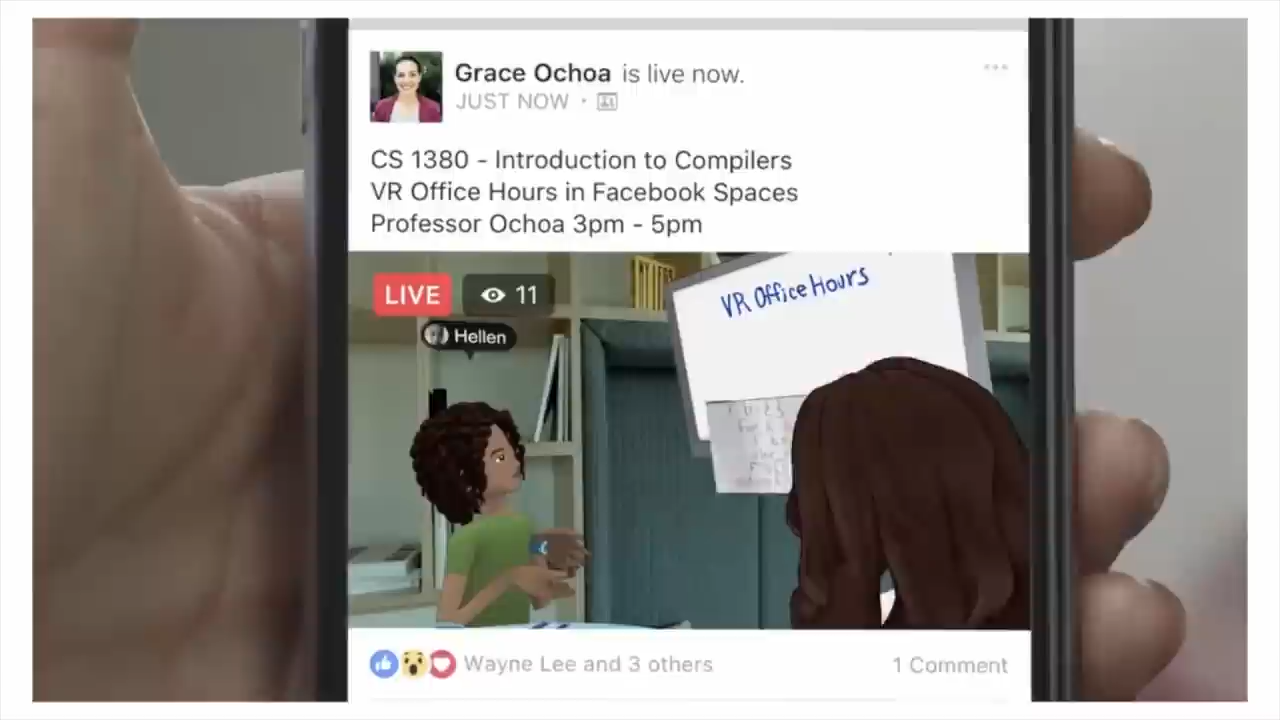 Grace Ochoa is live now.
JUST NOW ·
CS 1380 - Introduction to Compilers
VR Office Hours in Facebook Spaces
Professor Ochoa 3pm - 5pm
LIVE 11
Hellen
VR Office Hours
Wayne Lee and 3 others 1 Comment